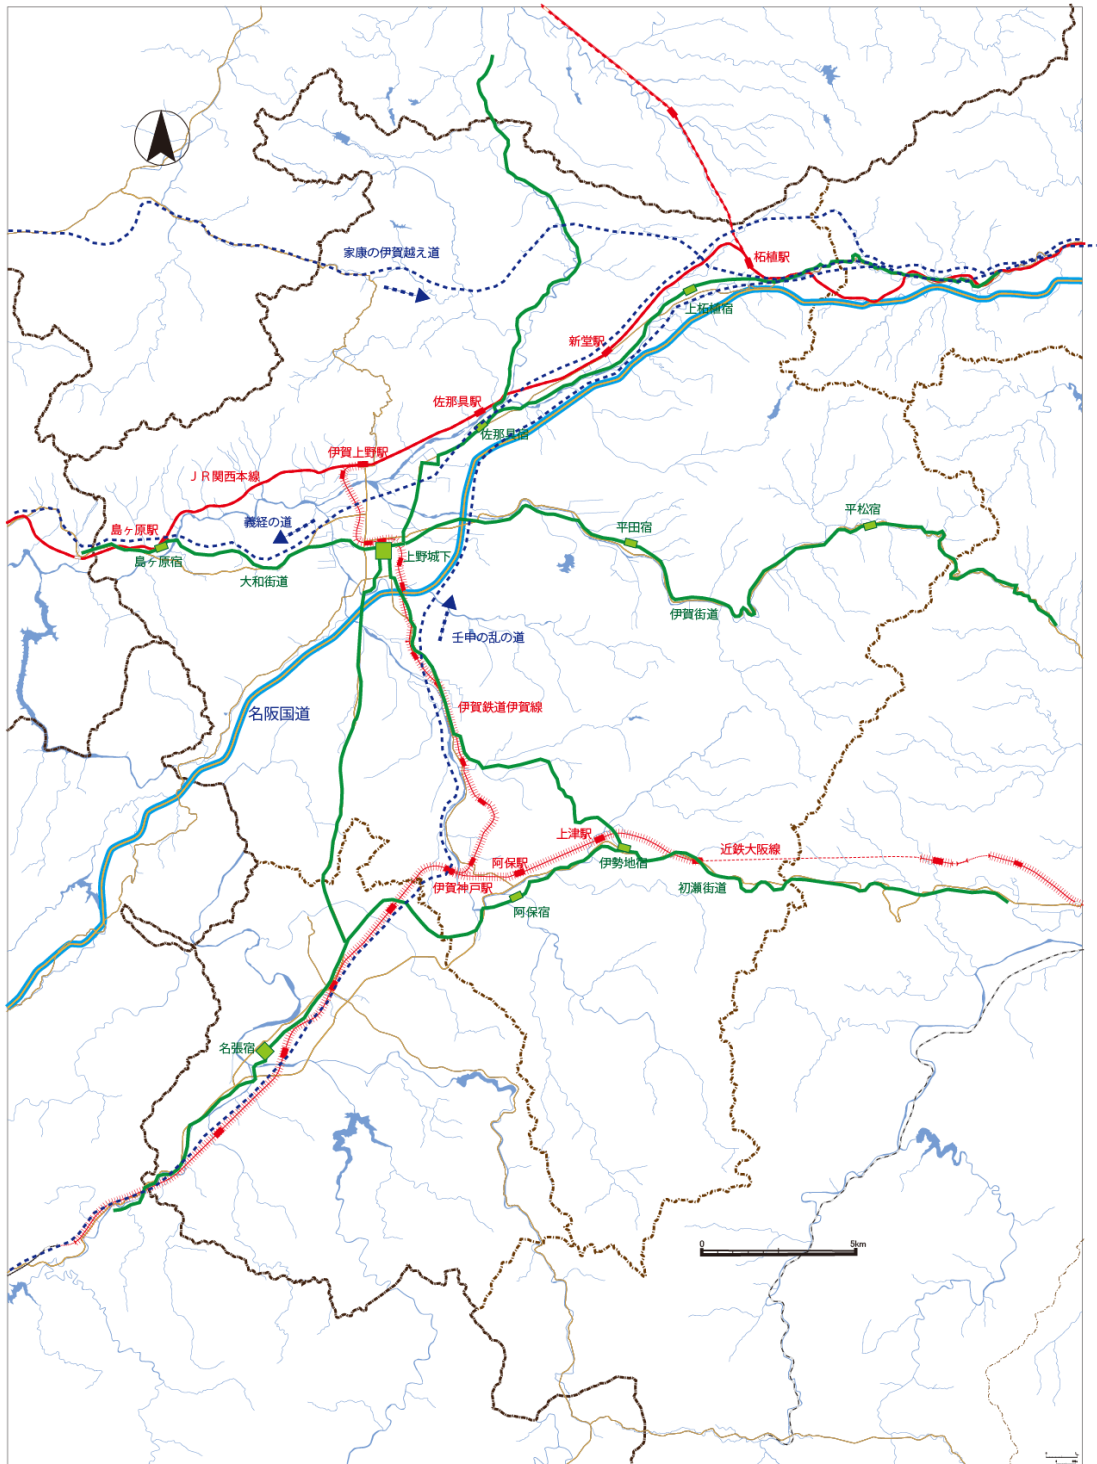 家康の伊賀越え道
柘植駅
上柘植宿
新堂駅
佐那具駅
佐那具宿
伊賀上野駅
ＪＲ関西本線
島ヶ原駅
義経の道
平松宿
平田宿
島ヶ原宿
上野城下
大和街道
伊賀街道
壬申の乱の道
伊賀鉄道伊賀線
名阪国道
上津駅
近鉄大阪線
阿保駅
伊勢地宿
伊賀神戸駅
初瀬街道
阿保宿
名張宿
0 5km